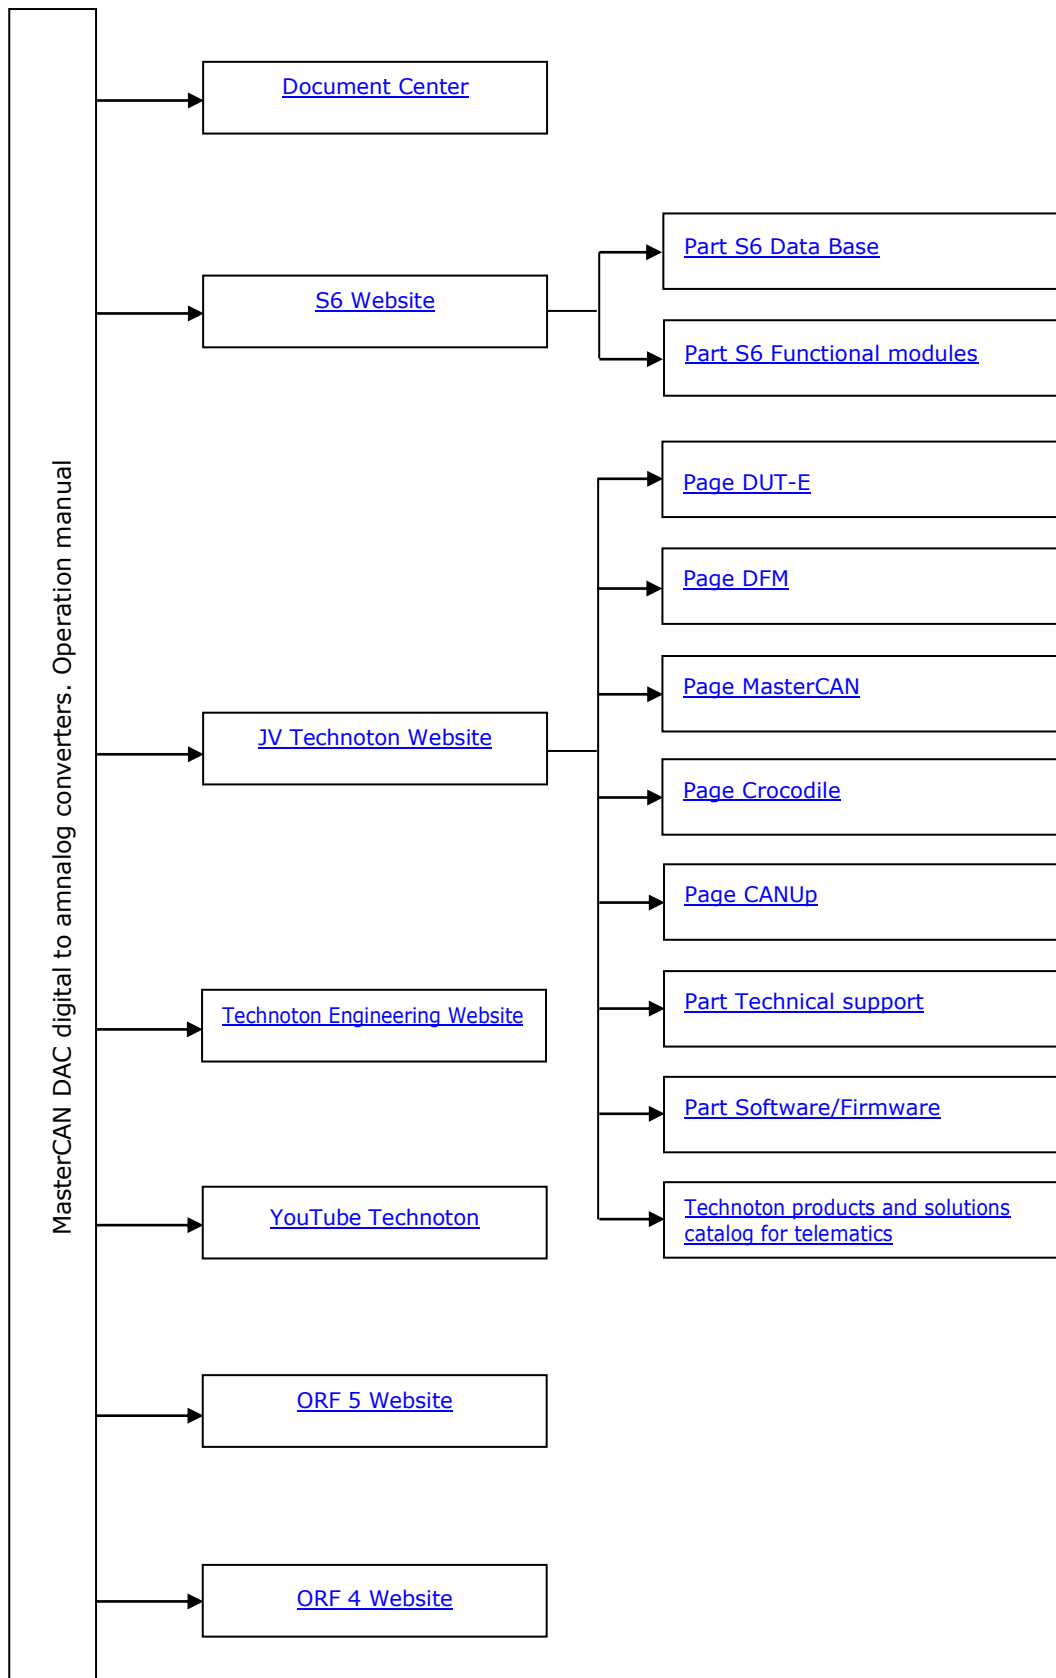 MasterCAN DAC digital to amnalog converters. Operation manual
Document Center
S6 Website
Part S6 Data Base
Part S6 Functional modules
JV Technoton Website
Page DUT-E
Page DFM
Page MasterCAN
Page Crocodile
Page CANUp
Part Technical support
Part Software/Firmware
Technoton products and solutions
catalog for telematics
Technoton Engineering Website
YouTube Technoton
ORF 5 Website
ORF 4 Website